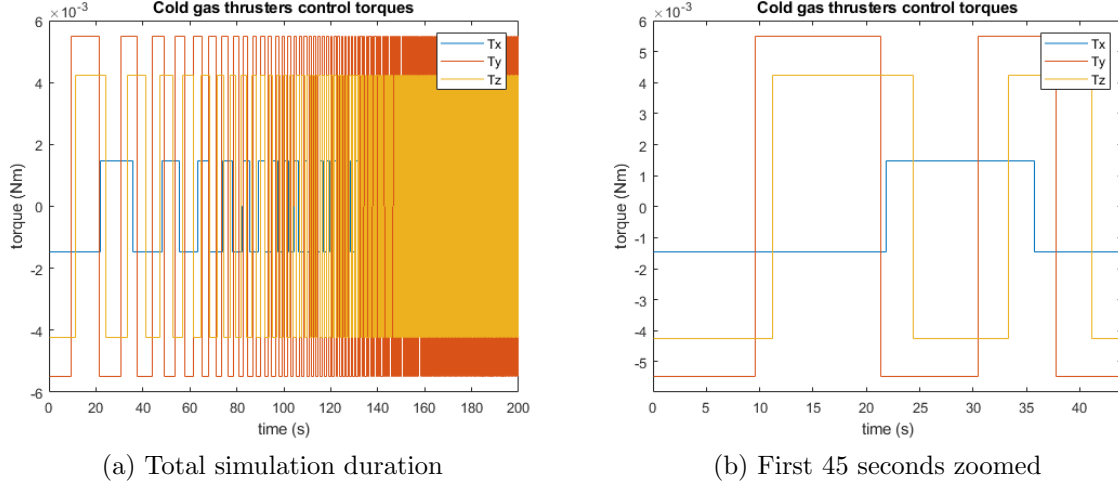 Cold gas thrusters control torques
6 ×10⁻³
Tx
Ty
Tz
4
2
0
-2
-4
-6
torque (Nm)
0 20 40 60 80 100 120 140 160 180 200
time (s)
(a) Total simulation duration
Cold gas thrusters control torques
6 ×10⁻³
Tx
Ty
Tz
5
4
3
2
1
0
-1
-2
-3
-4
-5
torque (Nm)
0 5 10 15 20 25 30 35 40
time (s)
(b) First 45 seconds zoomed